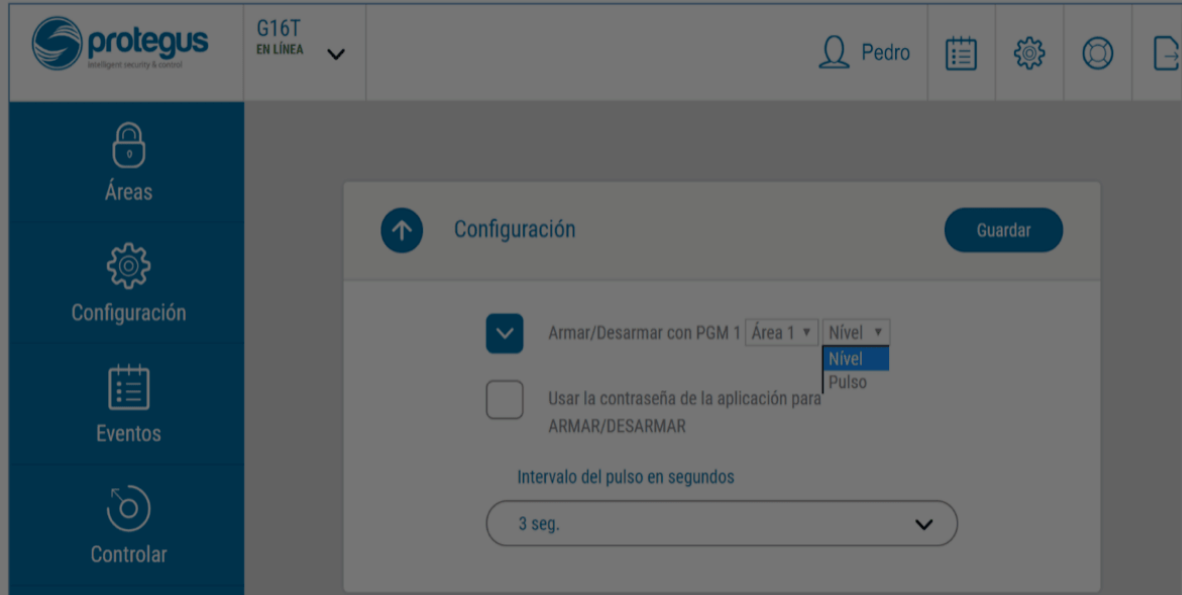 protegus
intelligent security & control
G16T
EN LÍNEA
Pedro
Áreas
Configuración
Eventos
Controlar
Configuración
Guardar
Armar/Desarmar con PGM 1 Área 1 Nível
Nível
Pulso
Usar la contraseña de la aplicación para
ARMAR/DESARMAR
Intervalo del pulso en segundos
3 seg.